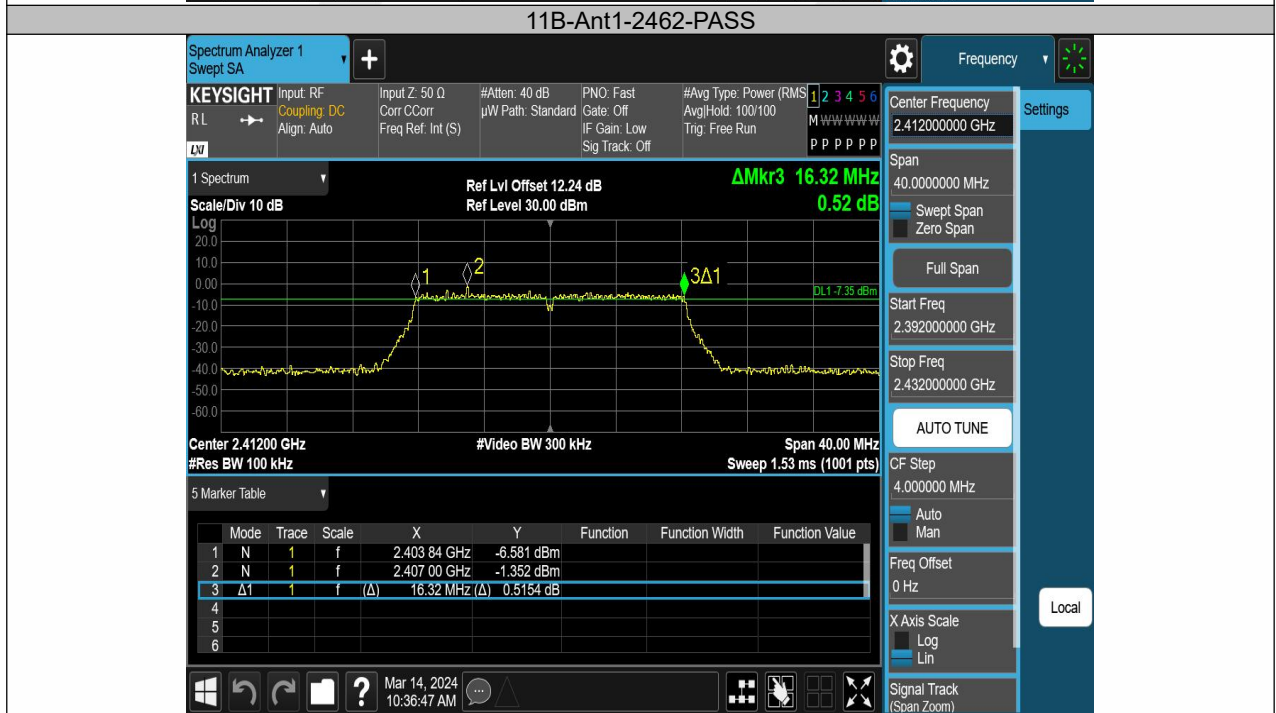 11B-Ant1-2462-PASS
Spectrum Analyzer 1
Swept SA
+
Frequency
KEYSIGHT
RL
LXI
Input: RF
Coupling: DC
Align: Auto
Input Z: 50 Ω
Corr CCorr
Freq Ref: Int (S)
#Atten: 40 dB
µW Path: Standard
PNO: Fast
Gate: Off
IF Gain: Low
Sig Track: Off
#Avg Type: Power (RMS
Avg|Hold: 100/100
Trig: Free Run
1 2 3 4 5 6
M W W W W W
P P P P P P
Center Frequency
2.412000000 GHz
Settings
Span
40.0000000 MHz
Swept Span
Zero Span
Full Span
Start Freq
2.392000000 GHz
Stop Freq
2.432000000 GHz
AUTO TUNE
CF Step
4.000000 MHz
Auto
Man
Freq Offset
0 Hz
X Axis Scale
Log
Lin
Signal Track
(Span Zoom)
Local
1 Spectrum
Scale/Div 10 dB
Ref Lvl Offset 12.24 dB
Ref Level 30.00 dBm
ΔMkr3 16.32 MHz
0.52 dB
Log
20.0
10.0
0.00
-10.0
-20.0
-30.0
-40.0
-50.0
-60.0
1
2
3Δ1
DL1 -7.35 dBm
Center 2.41200 GHz
#Video BW 300 kHz
Span 40.00 MHz
#Res BW 100 kHz
Sweep 1.53 ms (1001 pts)
5 Marker Table
Mode Trace Scale X Y Function Function Width Function Value
1 N 1 f 2.403 84 GHz -6.581 dBm
2 N 1 f 2.407 00 GHz -1.352 dBm
3 Δ1 1 f (Δ) 16.32 MHz (Δ) 0.5154 dB
4
5
6
?
Mar 14, 2024
10:36:47 AM